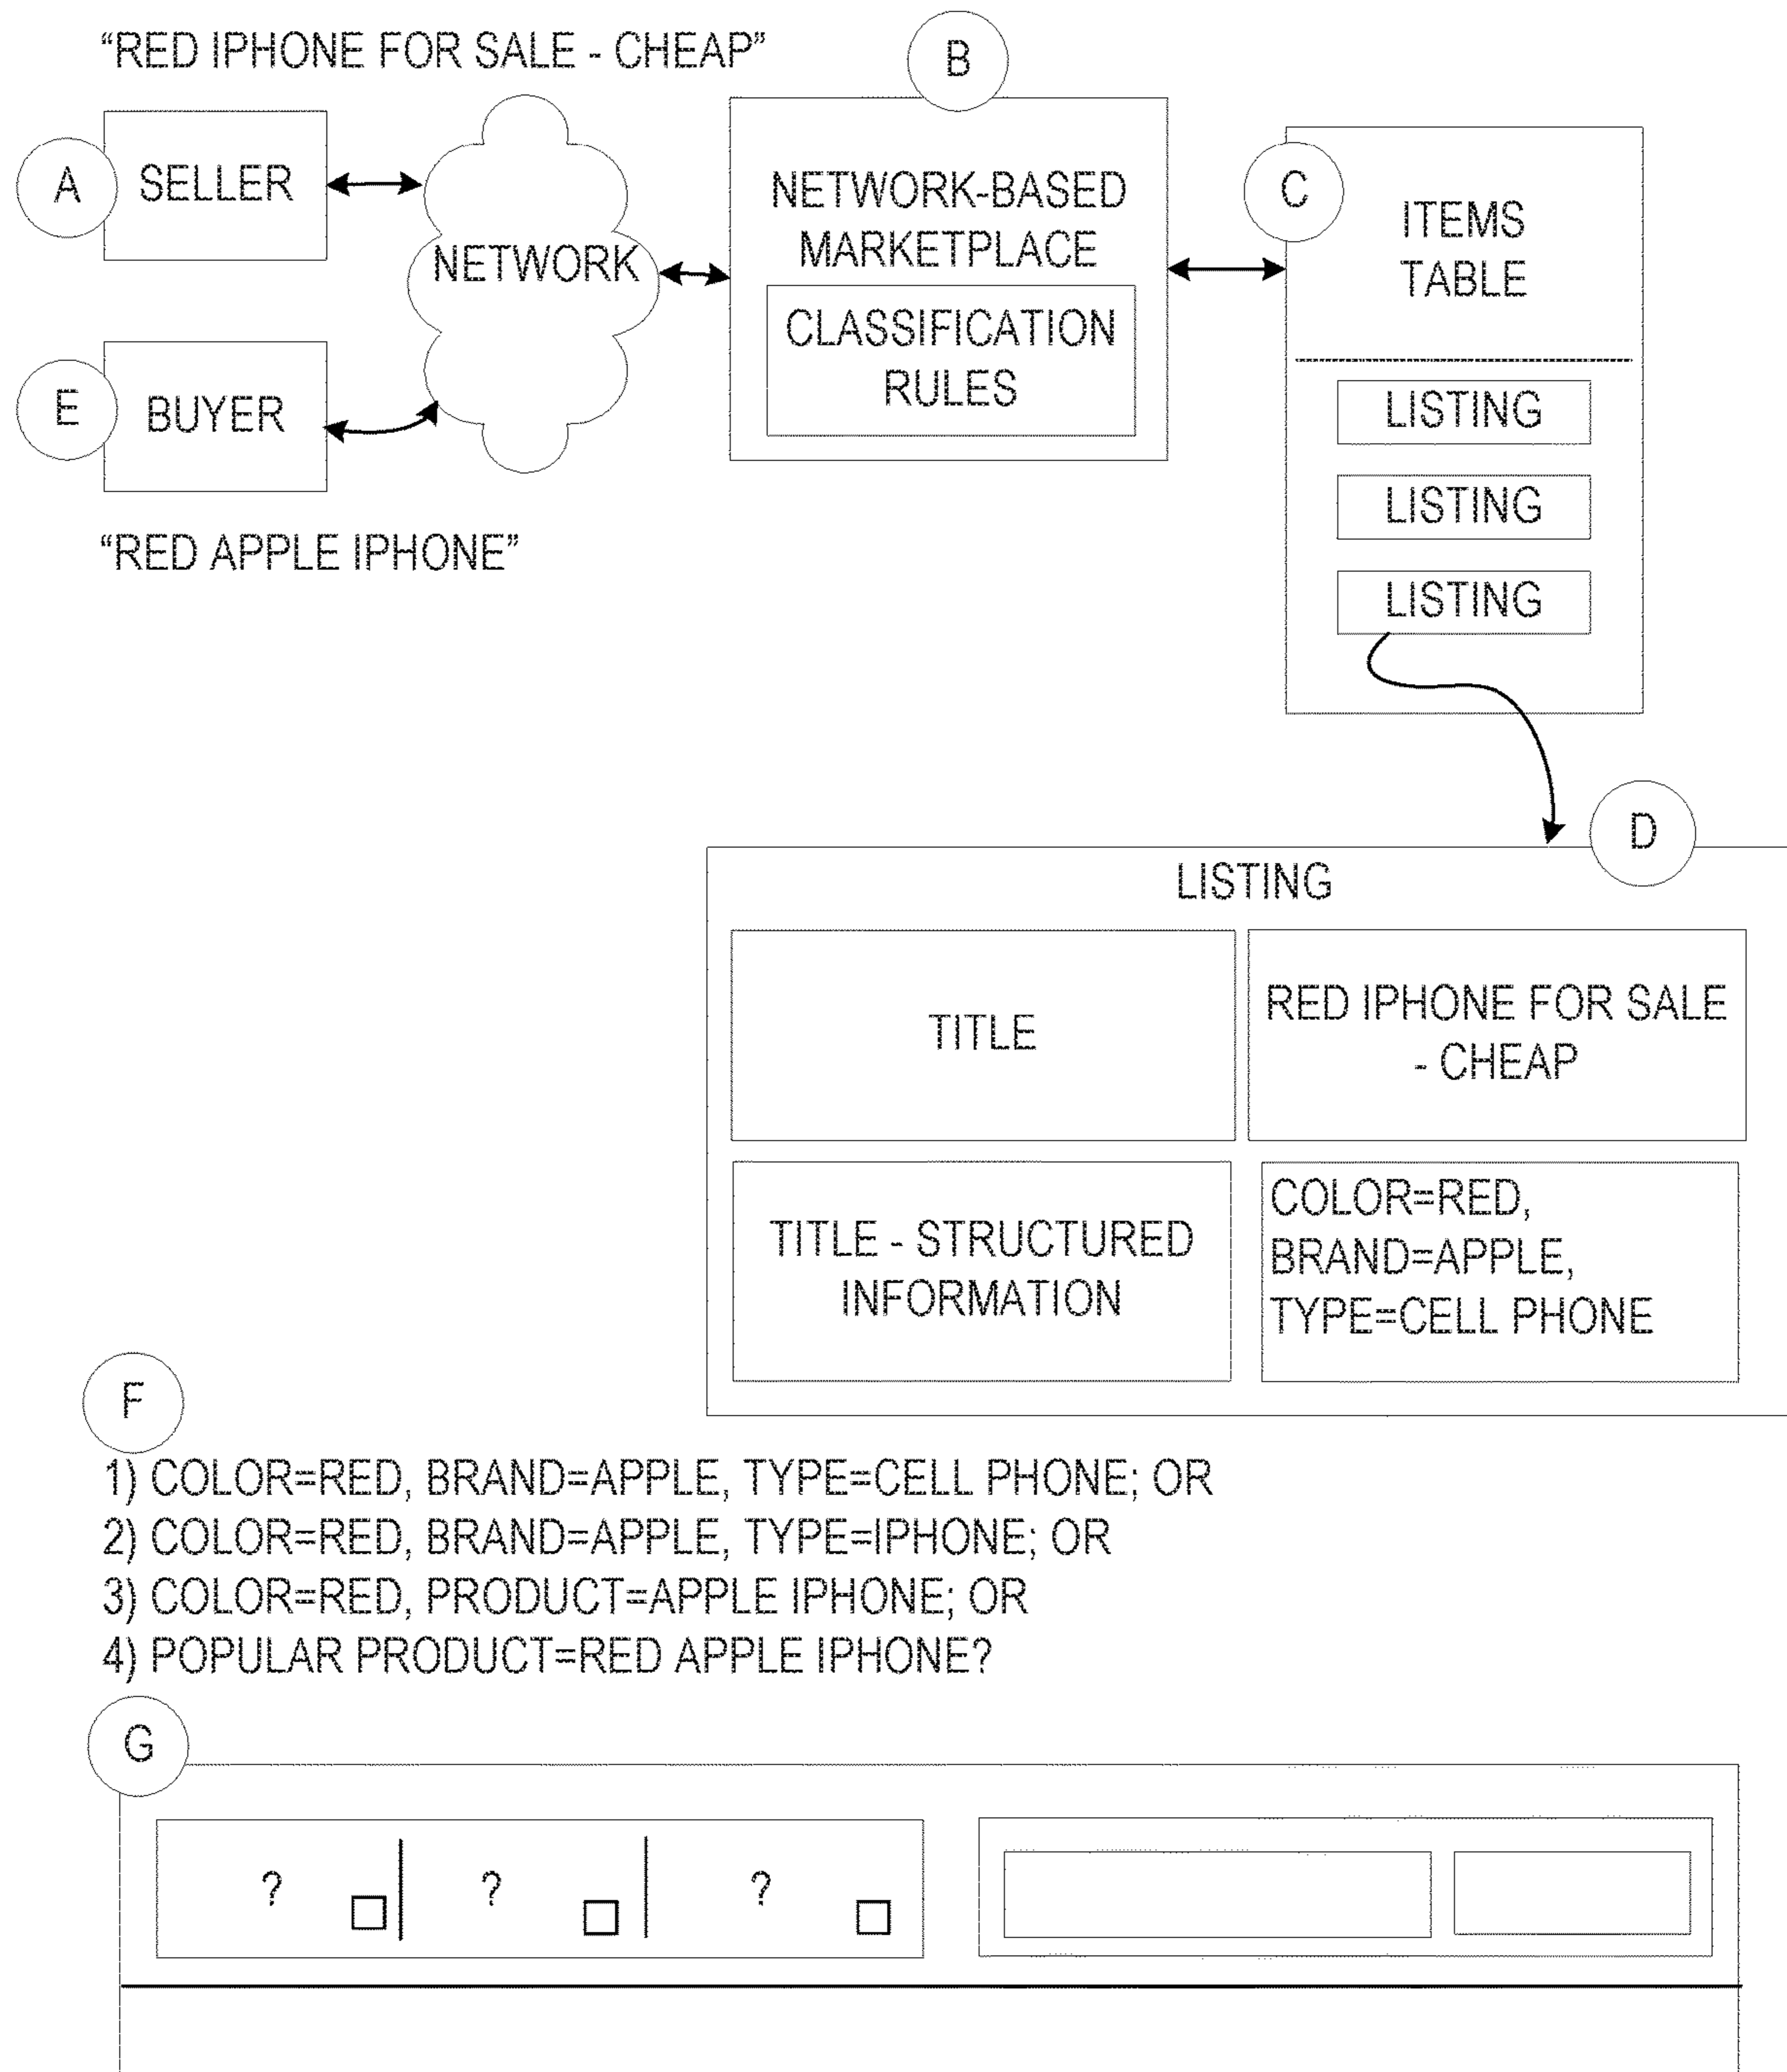 “RED IPHONE FOR SALE - CHEAP”
B
A
SELLER
NETWORK
NETWORK-BASED
MARKETPLACE
CLASSIFICATION
RULES
C
ITEMS
TABLE
LISTING
LISTING
LISTING
E
BUYER
“RED APPLE IPHONE”
D
LISTING
TITLE
RED IPHONE FOR SALE
- CHEAP
TITLE - STRUCTURED
INFORMATION
COLOR=RED,
BRAND=APPLE,
TYPE=CELL PHONE
F
1) COLOR=RED, BRAND=APPLE, TYPE=CELL PHONE; OR
2) COLOR=RED, BRAND=APPLE, TYPE=IPHONE; OR
3) COLOR=RED, PRODUCT=APPLE IPHONE; OR
4) POPULAR PRODUCT=RED APPLE IPHONE?
G
? ? ?